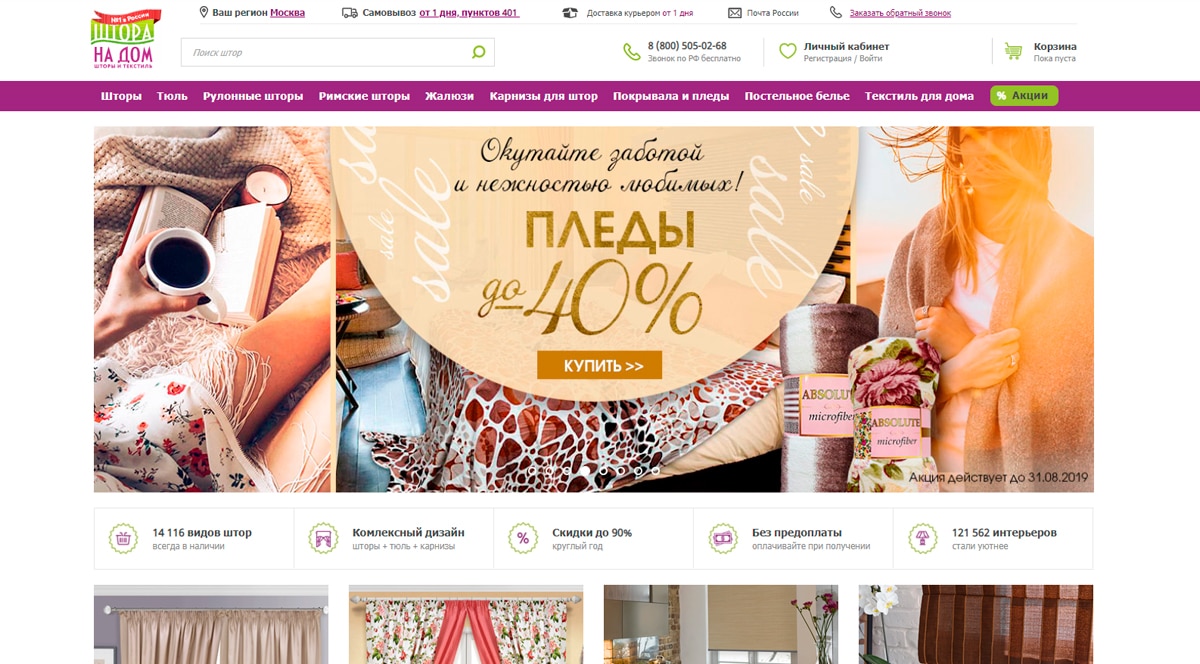 №1 в России
ШТОРА
НА ДОМ
ШТОРЫ И ТЕКСТИЛЬ
Ваш регион Москва
Самовывоз от 1 дня, пунктов 401
Доставка курьером от 1 дня
Почта России
Заказать обратный звонок
Поиск штор
8 (800) 505-02-68
Звонок по РФ бесплатно
Личный кабинет
Регистрация / Войти
Корзина
Пока пуста
Шторы
Тюль
Рулонные шторы
Римские шторы
Жалюзи
Карнизы для штор
Покрывала и пледы
Постельное белье
Текстиль для дома
% Акции
Окутайте заботой
и нежностью любимых!
ПЛЕДЫ
до -40%
КУПИТЬ >>
sale
sale
sale
sale
sale
ABSOLUTE
microfiber
ABSOLUTE
microfiber
Акция действует до 31.08.2019
14 116 видов штор
всегда в наличии
Комлексный дизайн
шторы + тюль + карнизы
%
Скидки до 90%
круглый год
Без предоплаты
оплачивайте при получении
121 562 интерьеров
стали уютнее